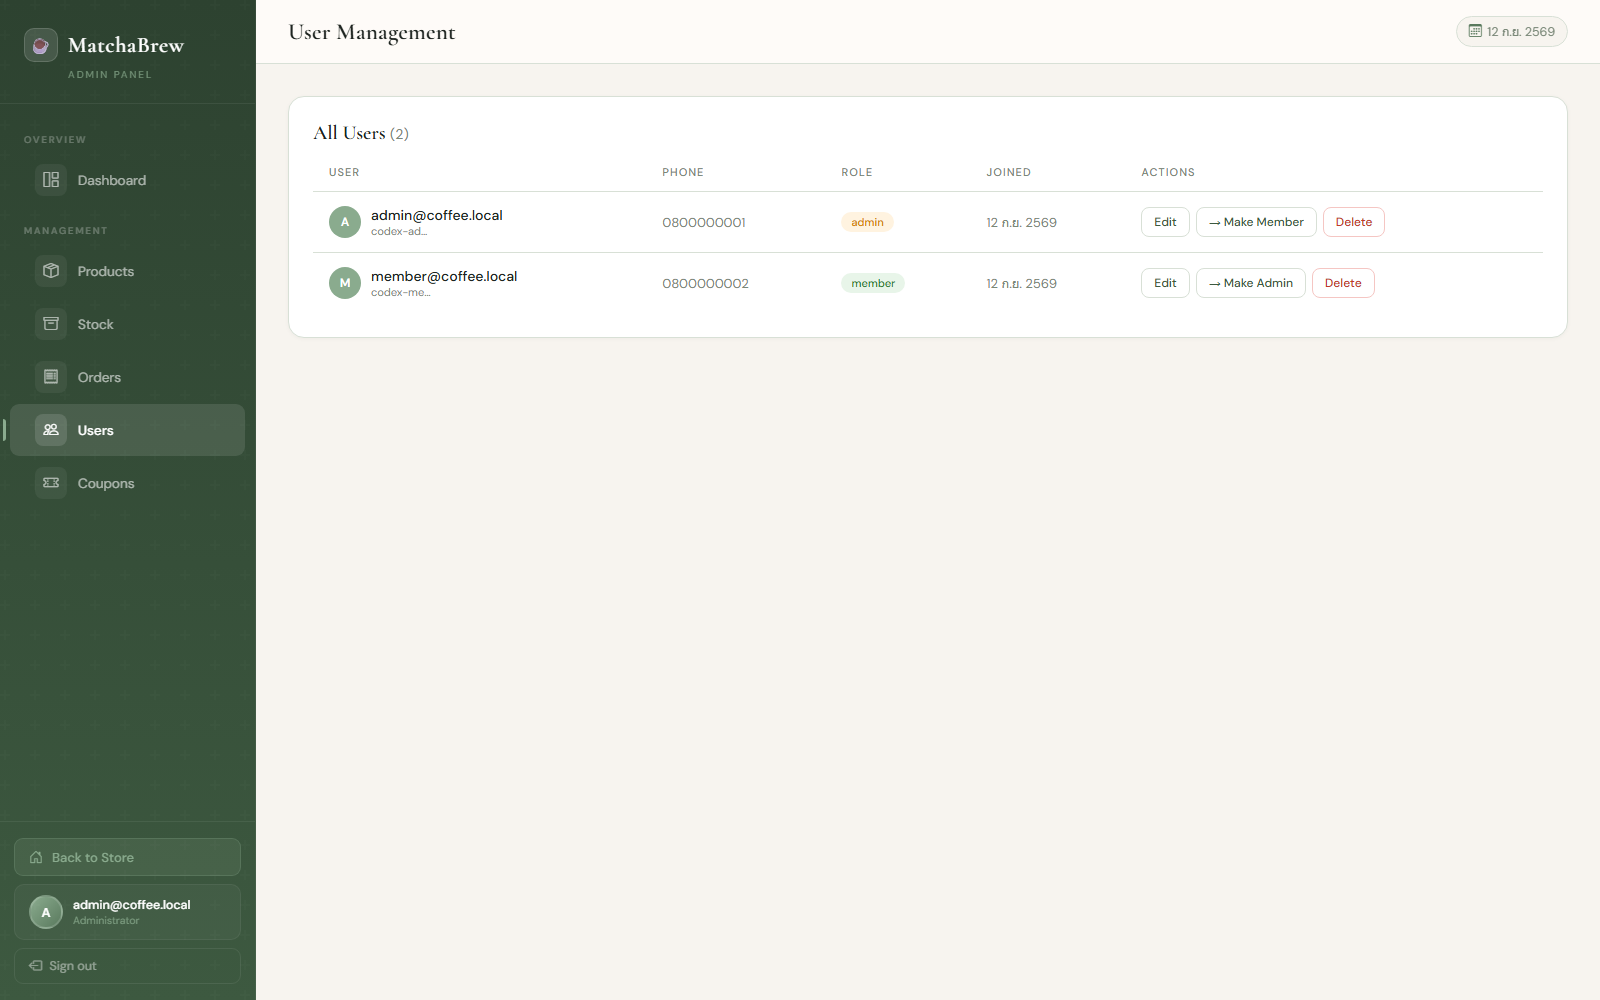 MatchaBrew
ADMIN PANEL
OVERVIEW
Dashboard
MANAGEMENT
Products
Stock
Orders
Users
Coupons
Back to Store
A
admin@coffee.local
Administrator
Sign out
User Management
12 ก.ย. 2569
All Users (2)
USER PHONE ROLE JOINED ACTIONS
A admin@coffee.local 0800000001 admin 12 ก.ย. 2569 Edit → Make Member Delete
codex-ad...
M member@coffee.local 0800000002 member 12 ก.ย. 2569 Edit → Make Admin Delete
codex-me...